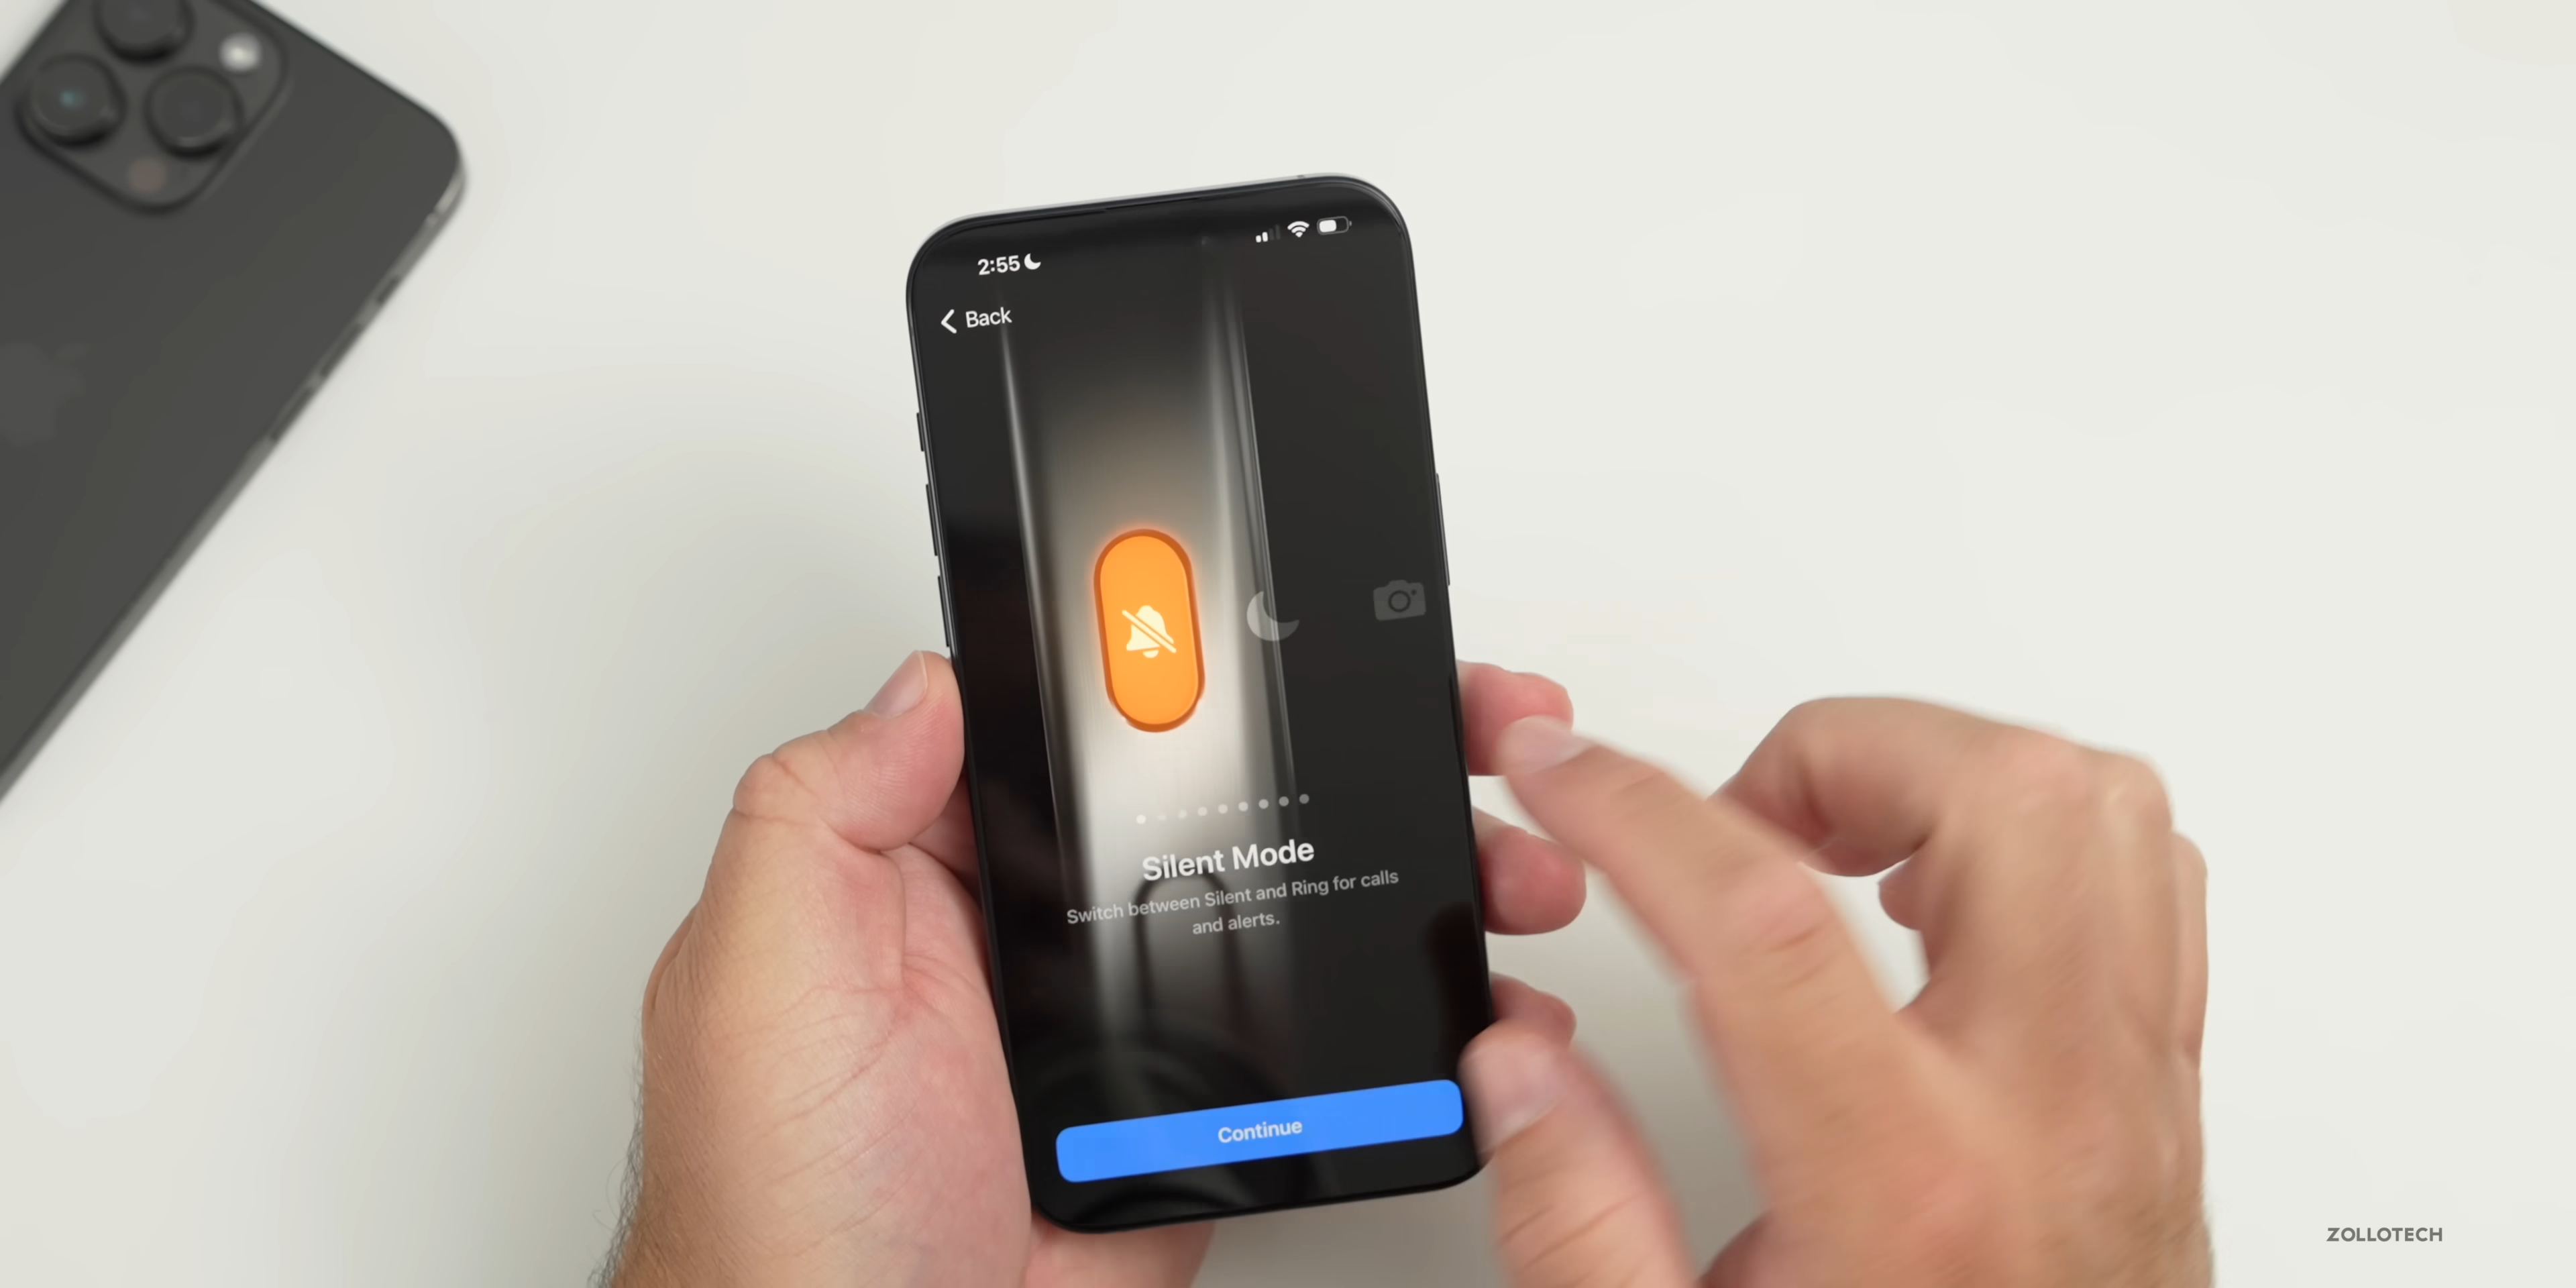 2:55
Back
Silent Mode
Switch between Silent and Ring for calls
and alerts.
Continue
ZOLLOTECH